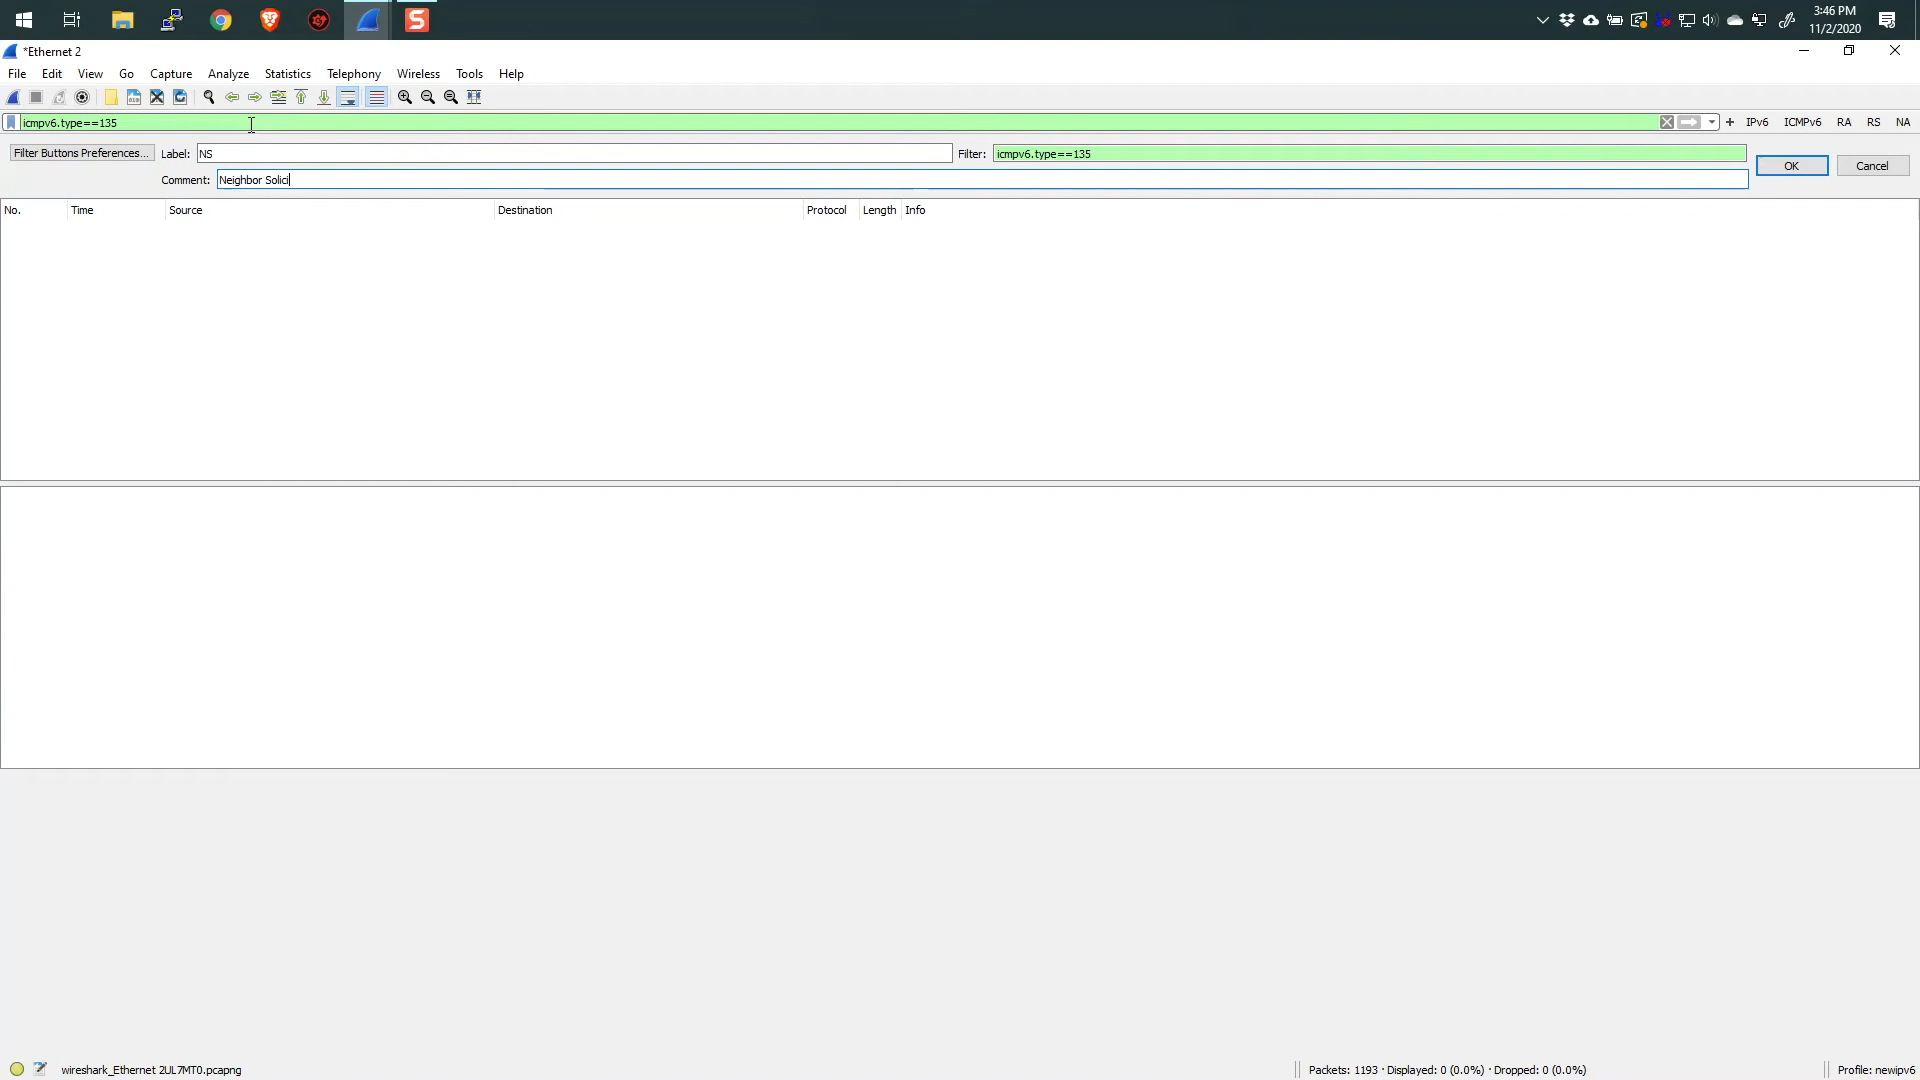 3:46 PM
11/2/2020
*Ethernet 2
File Edit View Go Capture Analyze Statistics Telephony Wireless Tools Help
icmpv6.type==135 + IPv6 ICMPv6 RA RS NA
Filter Buttons Preferences... Label: NS Filter: icmpv6.type==135
OK Cancel
Comment: Neighbor Solici
No. Time Source Destination Protocol Length Info
wireshark_Ethernet 2UL7MT0.pcapng Packets: 1193 · Displayed: 0 (0.0%) · Dropped: 0 (0.0%) Profile: newipv6